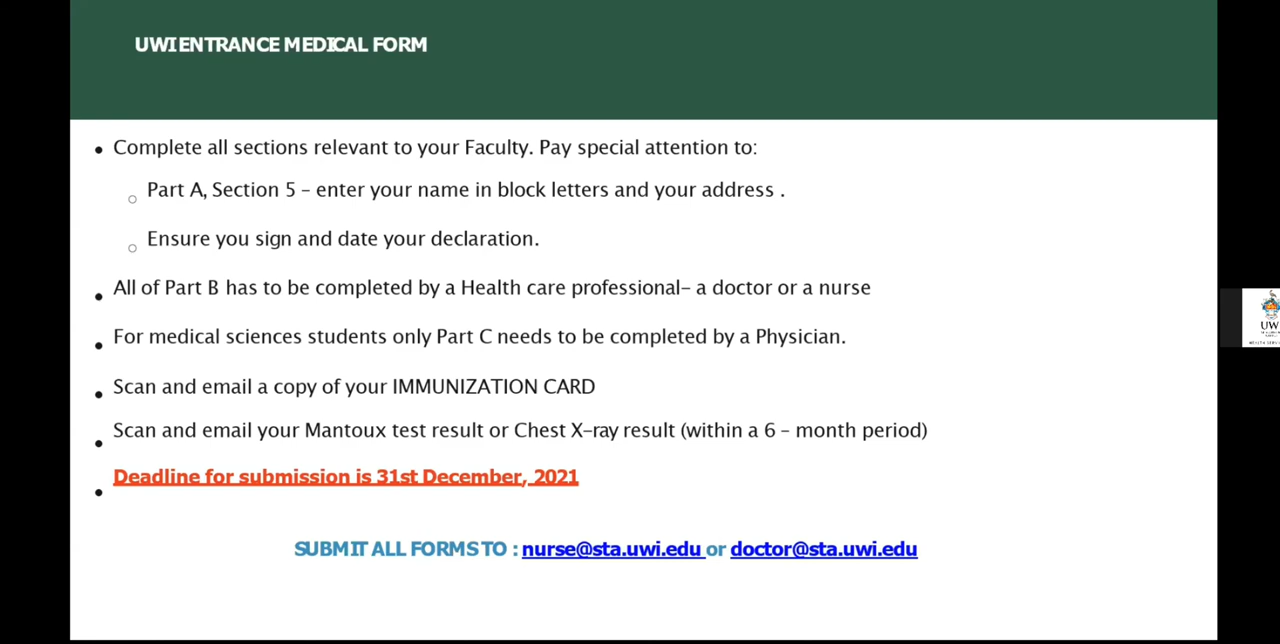 UWI ENTRANCE MEDICAL FORM
• Complete all sections relevant to your Faculty. Pay special attention to:
○ Part A, Section 5 – enter your name in block letters and your address .
○ Ensure you sign and date your declaration.
• All of Part B has to be completed by a Health care professional– a doctor or a nurse
• For medical sciences students only Part C needs to be completed by a Physician.
• Scan and email a copy of your IMMUNIZATION CARD
• Scan and email your Mantoux test result or Chest X-ray result (within a 6 – month period)
• Deadline for submission is 31st December, 2021
SUBMIT ALL FORMS TO : nurse@sta.uwi.edu or doctor@sta.uwi.edu
UW